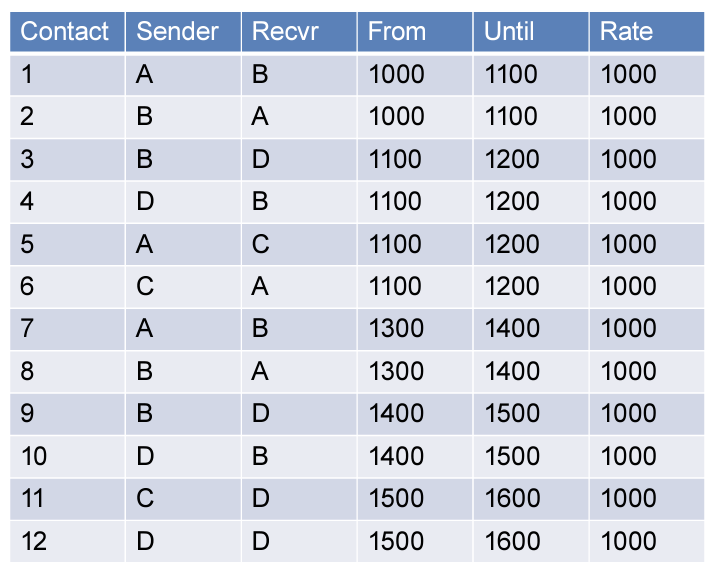 Contact Sender Recvr From Until Rate
1 A B 1000 1100 1000
2 B A 1000 1100 1000
3 B D 1100 1200 1000
4 D B 1100 1200 1000
5 A C 1100 1200 1000
6 C A 1100 1200 1000
7 A B 1300 1400 1000
8 B A 1300 1400 1000
9 B D 1400 1500 1000
10 D B 1400 1500 1000
11 C D 1500 1600 1000
12 D D 1500 1600 1000